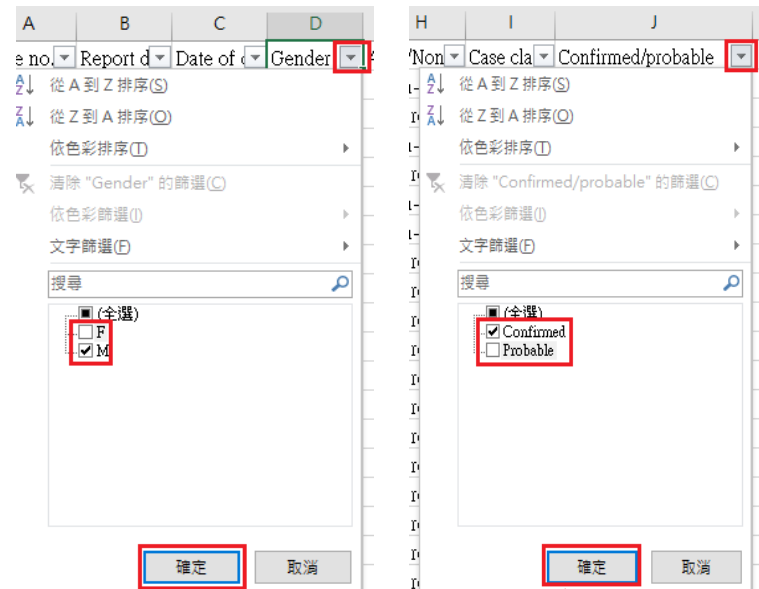 A B C D
e no. Report d Date of Gender
從 A 到 Z 排序(S)
從 Z 到 A 排序(O)
依色彩排序(T)
清除 "Gender" 的篩選(C)
依色彩篩選(I)
文字篩選(F)
搜尋
(全選)
F
M
確定 取消
H I J
/Non Case cla Confirmed/probable
從 A 到 Z 排序(S)
從 Z 到 A 排序(O)
依色彩排序(T)
清除 "Confirmed/probable" 的篩選(C)
依色彩篩選(I)
文字篩選(F)
搜尋
(全選)
Confirmed
Probable
確定 取消